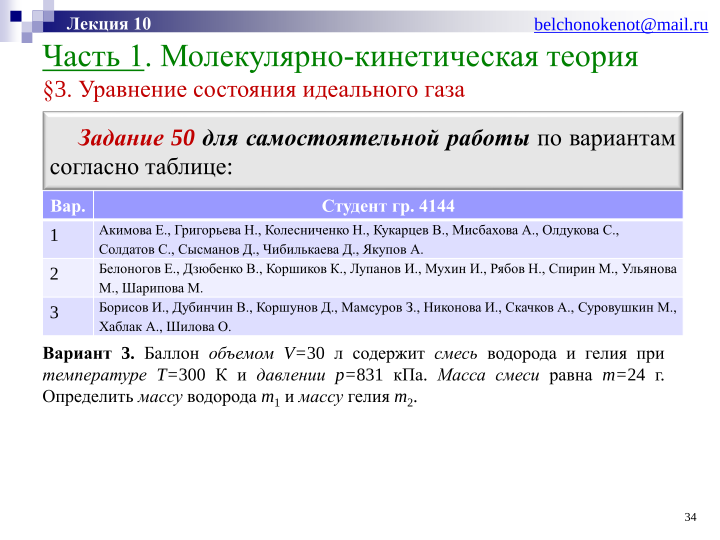 Лекция 10
belchonokenot@mail.ru
Часть 1. Молекулярно-кинетическая теория
§3. Уравнение состояния идеального газа
Задание 50 для самостоятельной работы по вариантам
согласно таблице:
Вар. Студент гр. 4144
1 Акимова Е., Григорьева Н., Колесниченко Н., Кукарцев В., Мисбахова А., Олдукова С.,
Солдатов С., Сысманов Д., Чибилькаева Д., Якупов А.
2 Белоногов Е., Дзюбенко В., Коршиков К., Лупанов И., Мухин И., Рябов Н., Спирин М., Ульянова
М., Шарипова М.
3 Борисов И., Дубинчин В., Коршунов Д., Мамсуров З., Никонова И., Скачков А., Суровушкин М.,
Хаблак А., Шилова О.
Вариант 3. Баллон объемом V=30 л содержит смесь водорода и гелия при
температуре T=300 К и давлении p=831 кПа. Масса смеси равна m=24 г.
Определить массу водорода m₁ и массу гелия m₂.
34